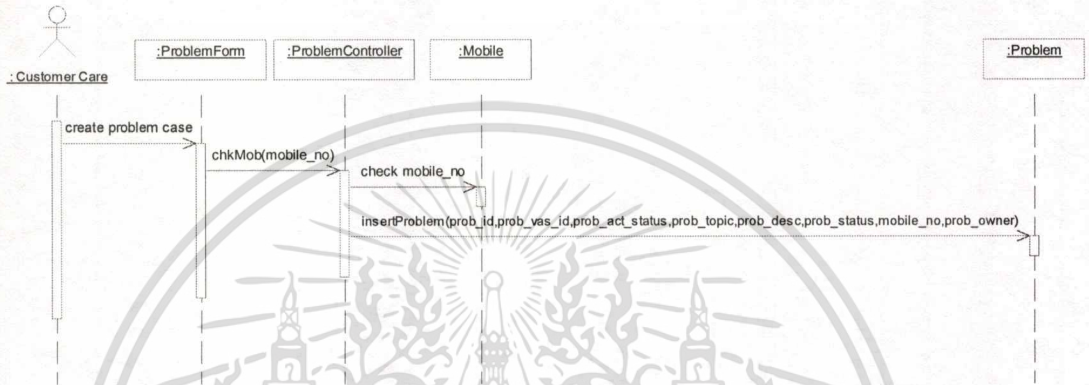 :ProblemForm
:ProblemController
:Mobile
:Problem
: Customer Care
create problem case
chkMob(mobile_no)
check mobile_no
insertProblem(prob_id,prob_vas_id,prob_act_status,prob_topic,prob_desc,prob_status,mobile_no,prob_owner)